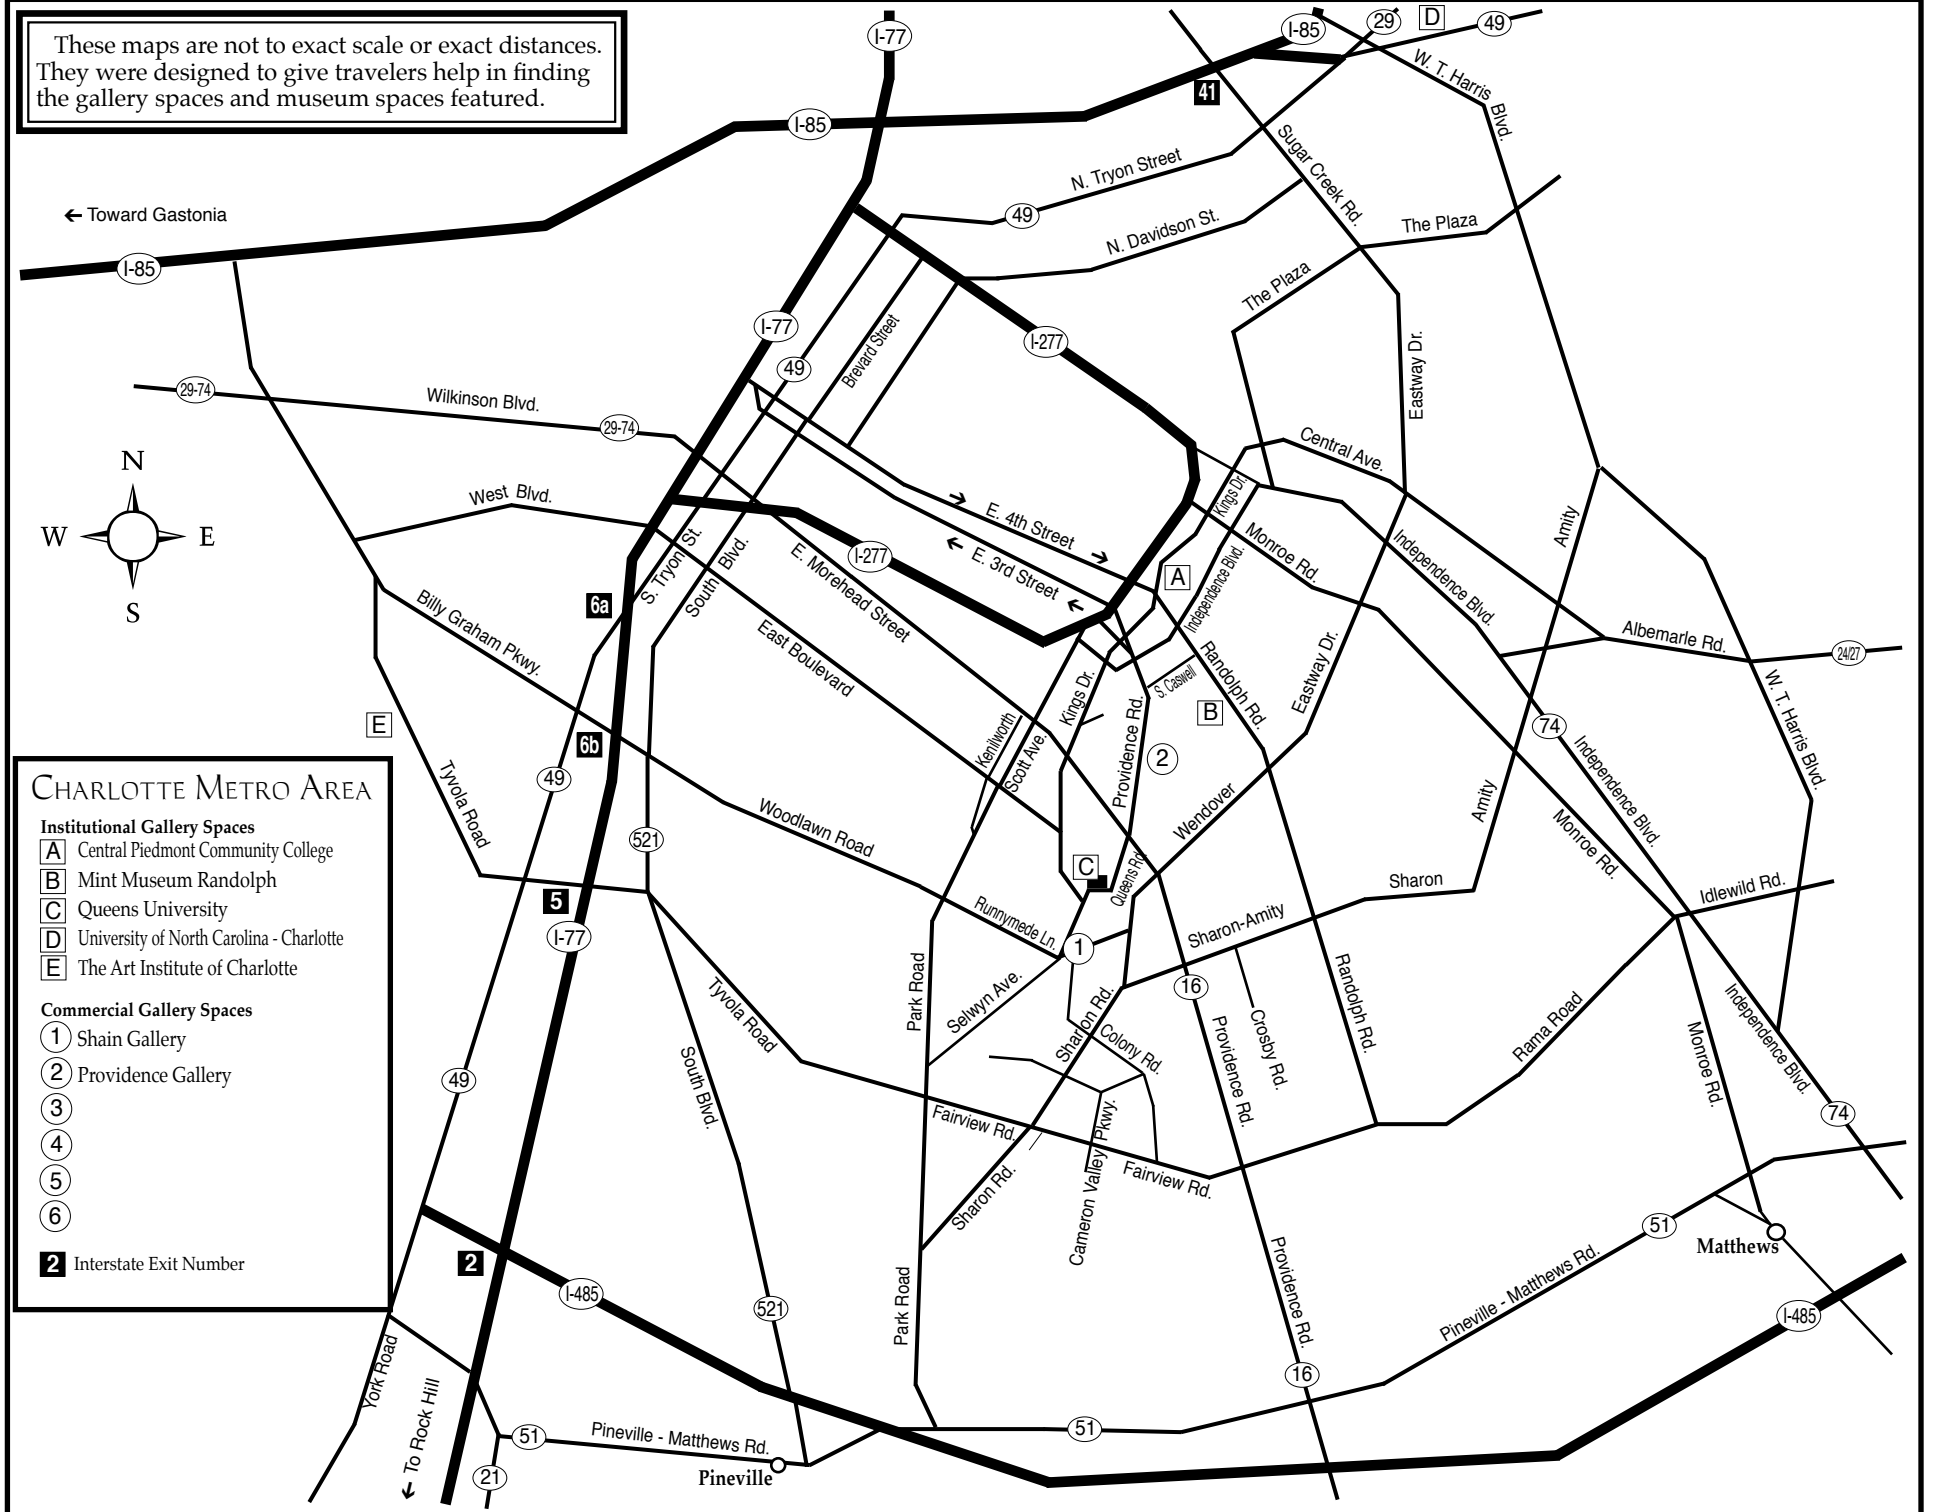 These maps are not to exact scale or exact distances.
They were designed to give travelers help in finding
the gallery spaces and museum spaces featured.
I-77
I-85
29
D
49
W. T. Harris Blvd.
41
I-85
Sugar Creek Rd.
N. Tryon Street
49
← Toward Gastonia
N. Davidson St.
The Plaza
I-85
The Plaza
I-77
I-277
49
Brevard Street
Eastway Dr.
29-74
Wilkinson Blvd.
29-74
Central Ave.
N
W
E
S
West Blvd.
Kings Dr.
E. 4th Street
E. 3rd Street
Monroe Rd.
Independence Blvd.
Amity
S. Tryon St.
South Blvd.
E. Morehead Street
I-277
A
Independence Blvd.
6a
Billy Graham Pkwy.
East Boulevard
Randolph Rd.
Eastway Dr.
Albemarle Rd.
24/27
S. Caswell
Kings Dr.
B
W. T. Harris Blvd.
E
6b
Kenilworth
Scott Ave.
Providence Rd.
2
74
Independence Blvd.
49
Tyvola Road
521
Woodlawn Road
Wendover
Amity
Monroe Rd.
C
Queens Rd.
Sharon
Idlewild Rd.
5
I-77
Runnymede Ln.
1
Sharon-Amity
CHARLOTTE METRO AREA
Institutional Gallery Spaces
A Central Piedmont Community College
B Mint Museum Randolph
C Queens University
D University of North Carolina - Charlotte
E The Art Institute of Charlotte
Commercial Gallery Spaces
1 Shain Gallery
2 Providence Gallery
3
4
5
6
2 Interstate Exit Number
Tyvola Road
Park Road
Selwyn Ave.
Sharon Rd.
16
Providence Rd.
Crosby Rd.
Randolph Rd.
Rama Road
Independence Blvd.
Monroe Rd.
Colony Rd.
49
South Blvd.
Fairview Rd.
Cameron Valley Pkwy.
Fairview Rd.
74
Sharon Rd.
51
Matthews
2
I-485
521
Park Road
Providence Rd.
Pineville - Matthews Rd.
I-485
York Road
← To Rock Hill
16
51
Pineville - Matthews Rd.
51
21
Pineville